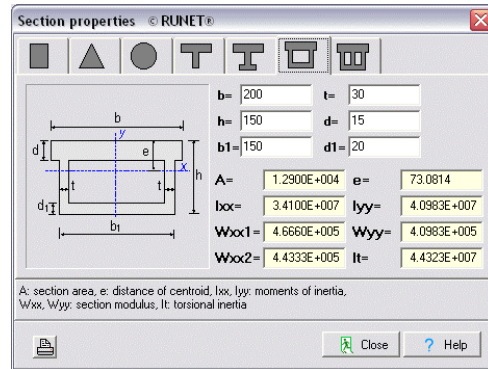 Section properties © RUNET®
b= 200 t= 30
h= 150 d= 15
b1= 150 d1= 20
b
y
d
e
x
h
t
t
d1
b1
A= 1.2900E+004 e= 73.0814
Ixx= 3.4100E+007 Iyy= 4.0983E+007
Wxx1= 4.6660E+005 Wyy= 4.0983E+005
Wxx2= 4.4333E+005 It= 4.4323E+007
A: section area, e: distance of centroid, Ixx, Iyy: moments of inertia,
Wxx, Wyy: section modulus, It: torsional inertia
Close ? Help